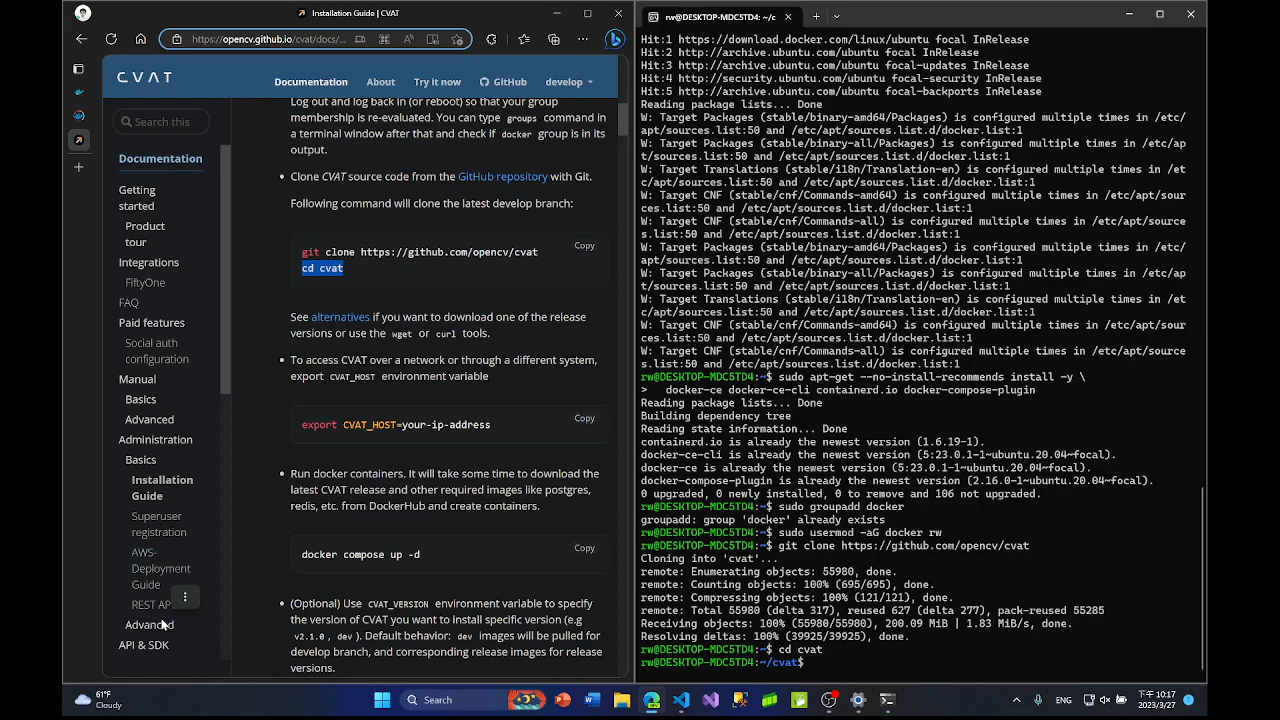 Installation Guide | CVAT
https://opencv.github.io/cvat/docs/...
CVAT
Documentation
About
Try it now
GitHub
develop
Search this
Documentation
Getting
started
Product
tour
Integrations
FiftyOne
FAQ
Paid features
Social auth
configuration
Manual
Basics
Advanced
Administration
Basics
Installation
Guide
Superuser
registration
AWS-
Deployment
Guide
REST AP
Advanced
API & SDK
Log out and log back in (or reboot) so that your group
membership is re-evaluated. You can type groups command in
a terminal window after that and check if docker group is in its
output.
Clone CVAT source code from the GitHub repository with Git.
Following command will clone the latest develop branch:
git clone https://github.com/opencv/cvat
cd cvat
Copy
See alternatives if you want to download one of the release
versions or use the wget or curl tools.
To access CVAT over a network or through a different system,
export CVAT_HOST environment variable
export CVAT_HOST=your-ip-address
Copy
Run docker containers. It will take some time to download the
latest CVAT release and other required images like postgres,
redis, etc. from DockerHub and create containers.
docker compose up -d
Copy
(Optional) Use CVAT_VERSION environment variable to specify
the version of CVAT you want to install specific version (e.g
v2.1.0, dev). Default behavior: dev images will be pulled for
develop branch, and corresponding release images for release
versions.
rw@DESKTOP-MDC5TD4: ~/c
Hit:1 https://download.docker.com/linux/ubuntu focal InRelease
Hit:2 http://archive.ubuntu.com/ubuntu focal InRelease
Hit:3 http://archive.ubuntu.com/ubuntu focal-updates InRelease
Hit:4 http://security.ubuntu.com/ubuntu focal-security InRelease
Hit:5 http://archive.ubuntu.com/ubuntu focal-backports InRelease
Reading package lists... Done
W: Target Packages (stable/binary-amd64/Packages) is configured multiple times in /etc/
apt/sources.list:50 and /etc/apt/sources.list.d/docker.list:1
W: Target Packages (stable/binary-all/Packages) is configured multiple times in /etc/ap
t/sources.list:50 and /etc/apt/sources.list.d/docker.list:1
W: Target Translations (stable/i18n/Translation-en) is configured multiple times in /et
c/apt/sources.list:50 and /etc/apt/sources.list.d/docker.list:1
W: Target CNF (stable/cnf/Commands-amd64) is configured multiple times in /etc/apt/sour
ces.list:50 and /etc/apt/sources.list.d/docker.list:1
W: Target CNF (stable/cnf/Commands-all) is configured multiple times in /etc/apt/source
s.list:50 and /etc/apt/sources.list.d/docker.list:1
W: Target Packages (stable/binary-amd64/Packages) is configured multiple times in /etc/
apt/sources.list:50 and /etc/apt/sources.list.d/docker.list:1
W: Target Packages (stable/binary-all/Packages) is configured multiple times in /etc/ap
t/sources.list:50 and /etc/apt/sources.list.d/docker.list:1
W: Target Translations (stable/i18n/Translation-en) is configured multiple times in /et
c/apt/sources.list:50 and /etc/apt/sources.list.d/docker.list:1
W: Target CNF (stable/cnf/Commands-amd64) is configured multiple times in /etc/apt/sour
ces.list:50 and /etc/apt/sources.list.d/docker.list:1
W: Target CNF (stable/cnf/Commands-all) is configured multiple times in /etc/apt/source
s.list:50 and /etc/apt/sources.list.d/docker.list:1
rw@DESKTOP-MDC5TD4:~$ sudo apt-get --no-install-recommends install -y \
> docker-ce docker-ce-cli containerd.io docker-compose-plugin
Reading package lists... Done
Building dependency tree
Reading state information... Done
containerd.io is already the newest version (1.6.19-1).
docker-ce-cli is already the newest version (5:23.0.1-1~ubuntu.20.04~focal).
docker-ce is already the newest version (5:23.0.1-1~ubuntu.20.04~focal).
docker-compose-plugin is already the newest version (2.16.0-1~ubuntu.20.04~focal).
0 upgraded, 0 newly installed, 0 to remove and 106 not upgraded.
rw@DESKTOP-MDC5TD4:~$ sudo groupadd docker
groupadd: group 'docker' already exists
rw@DESKTOP-MDC5TD4:~$ sudo usermod -aG docker rw
rw@DESKTOP-MDC5TD4:~$ git clone https://github.com/opencv/cvat
Cloning into 'cvat'...
remote: Enumerating objects: 55980, done.
remote: Counting objects: 100% (695/695), done.
remote: Compressing objects: 100% (121/121), done.
remote: Total 55980 (delta 317), reused 627 (delta 277), pack-reused 55285
Receiving objects: 100% (55980/55980), 200.09 MiB | 1.83 MiB/s, done.
Resolving deltas: 100% (39925/39925), done.
rw@DESKTOP-MDC5TD4:~$ cd cvat
rw@DESKTOP-MDC5TD4:~/cvat$
61°F
Cloudy
Search
ENG
下午 10:17
2023/3/27